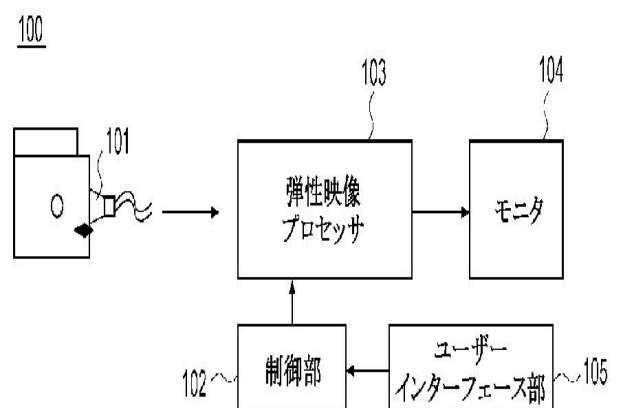 100
103
104
101
弾性映像
プロセッサ
モニタ
102
制御部
ユーザー
インターフェース部
105